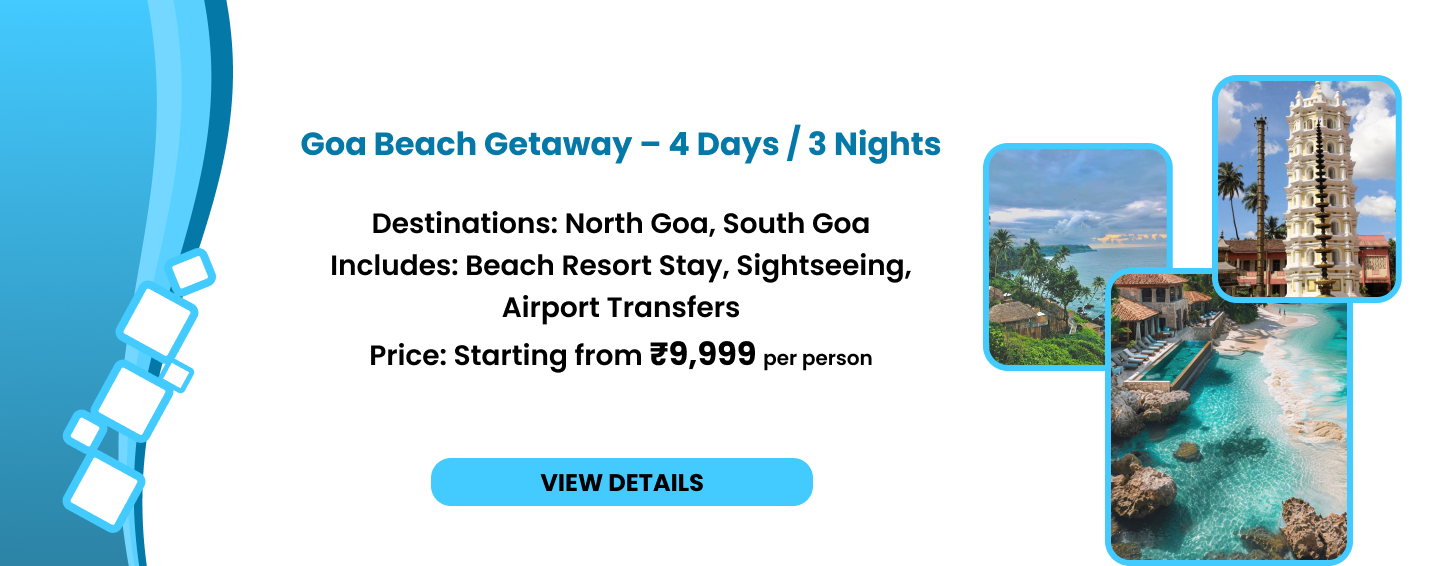 Goa Beach Getaway – 4 Days / 3 Nights
Destinations: North Goa, South Goa
Includes: Beach Resort Stay, Sightseeing,
Airport Transfers
Price: Starting from ₹9,999 per person
VIEW DETAILS